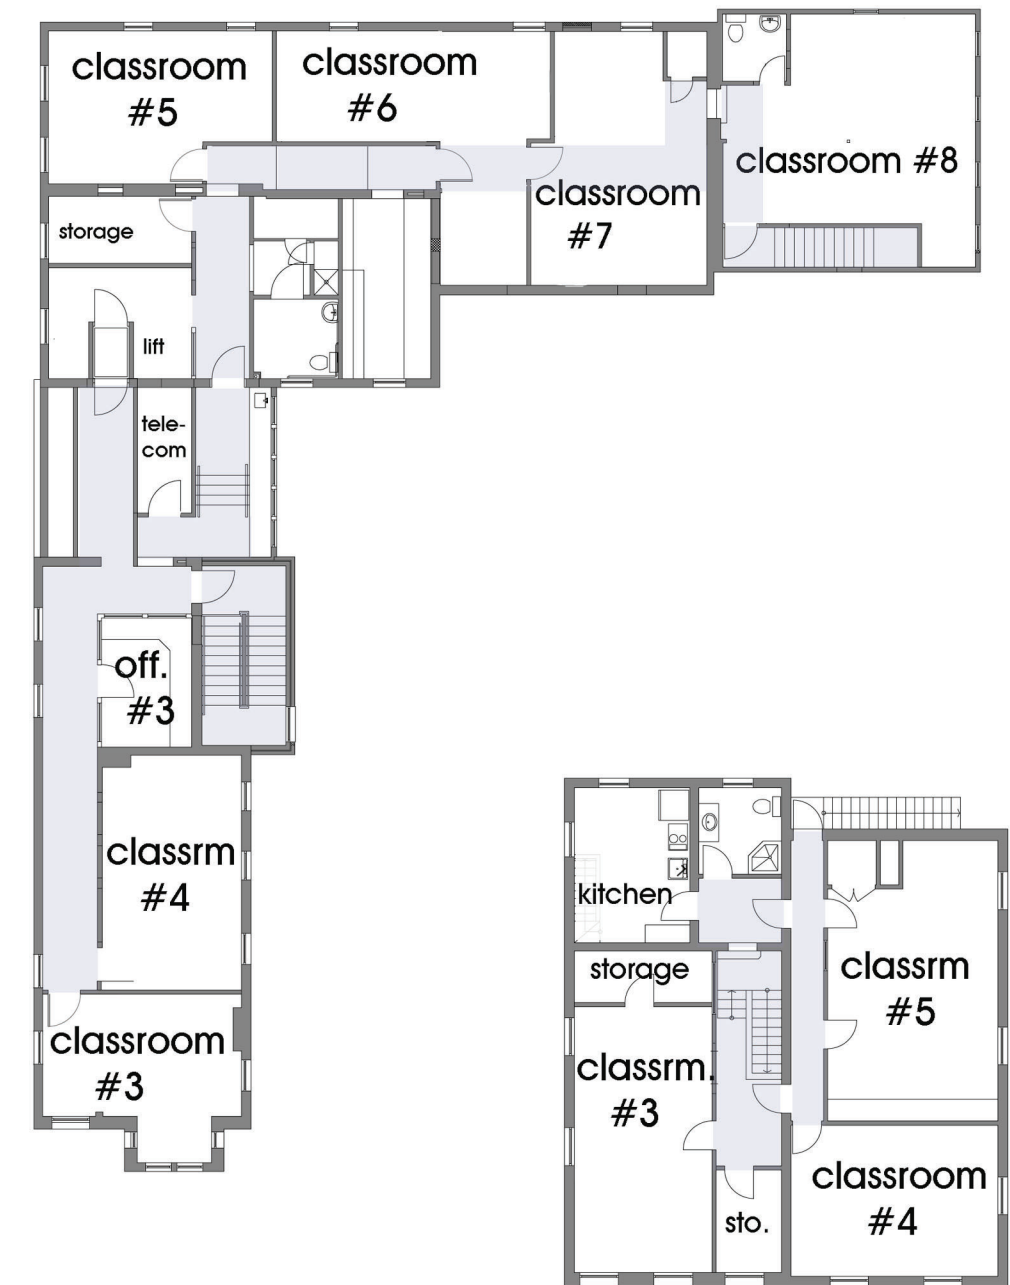 classroom
#5
classroom
#6
classroom #8
classroom
#7
storage
lift
tele-
com
off.
#3
classrm
#4
classroom
#3
kitchen
storage
classrm
#5
classrm.
#3
classroom
#4
sto.